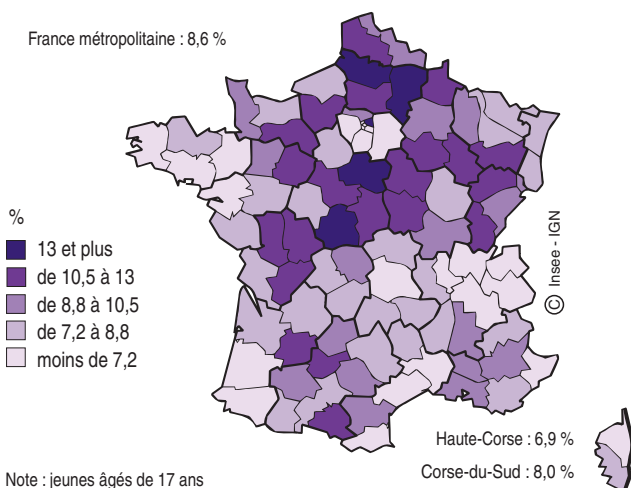 France métropolitaine : 8,6 %
%
13 et plus
de 10,5 à 13
de 8,8 à 10,5
de 7,2 à 8,8
moins de 7,2
© Insee - IGN
Haute-Corse : 6,9 %
Corse-du-Sud : 8,0 %
Note : jeunes âgés de 17 ans